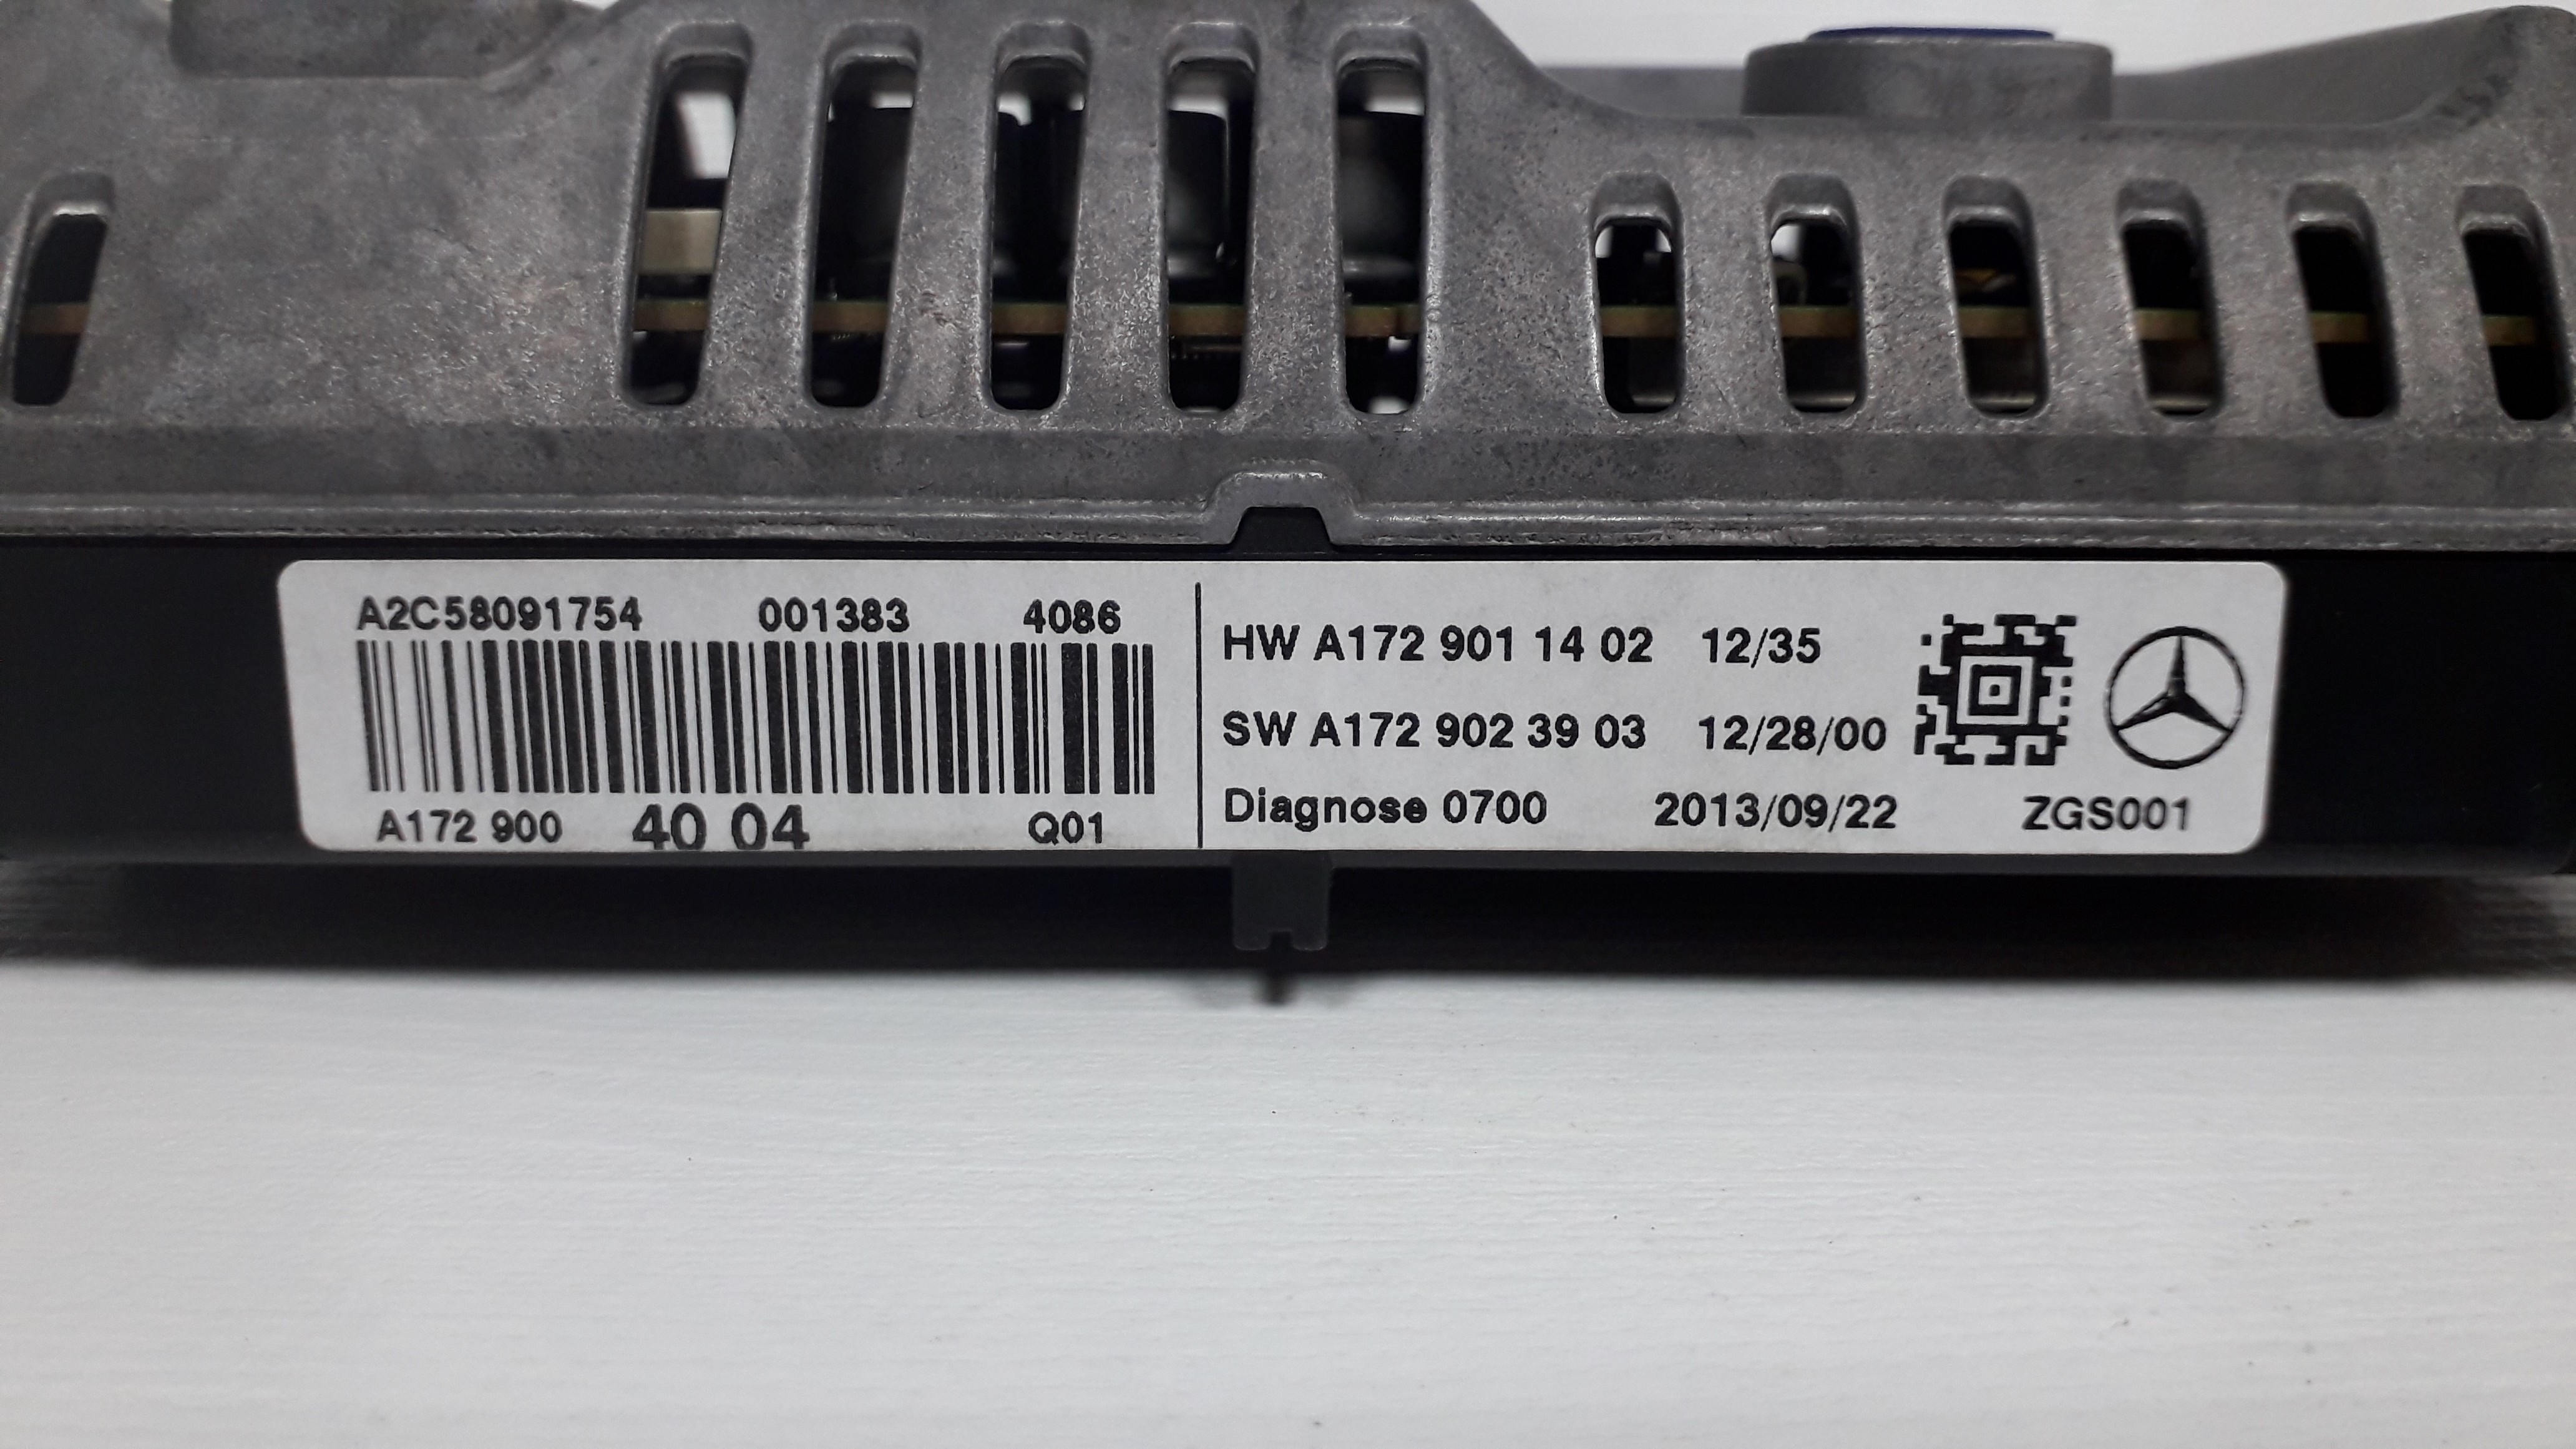 A2C58091754 001383 4086
A172 900 40 04 Q01
HW A172 901 14 02 12/35
SW A172 902 39 03 12/28/00
Diagnose 0700 2013/09/22 ZGS001